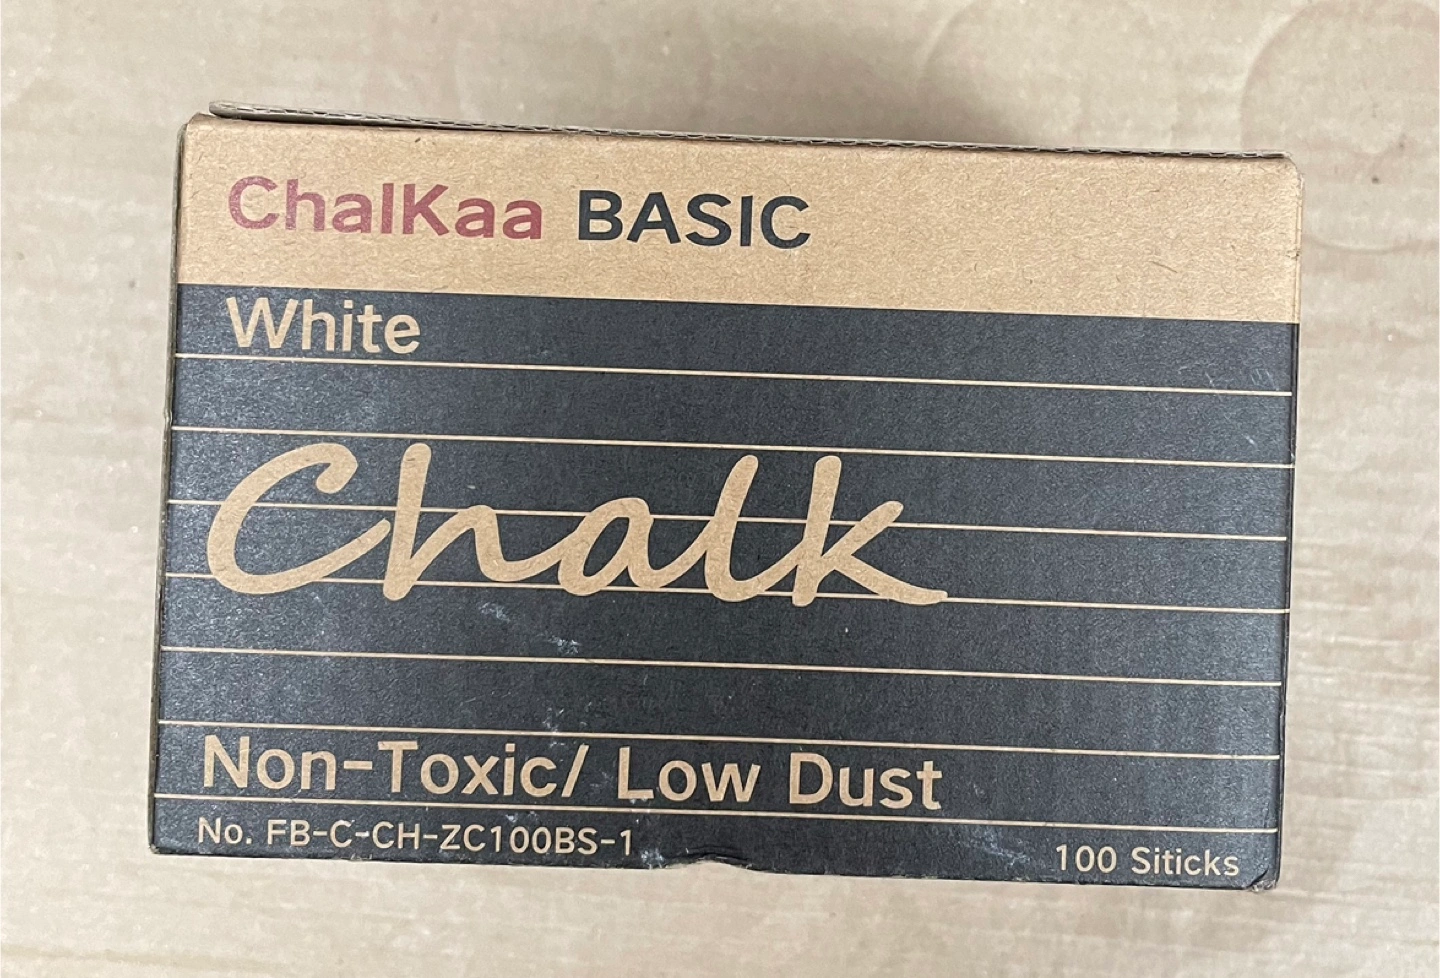 ChalKaa BASIC
White
Chalk
Non-Toxic/ Low Dust
No. FB-C-CH-ZC100BS-1
100 Siticks